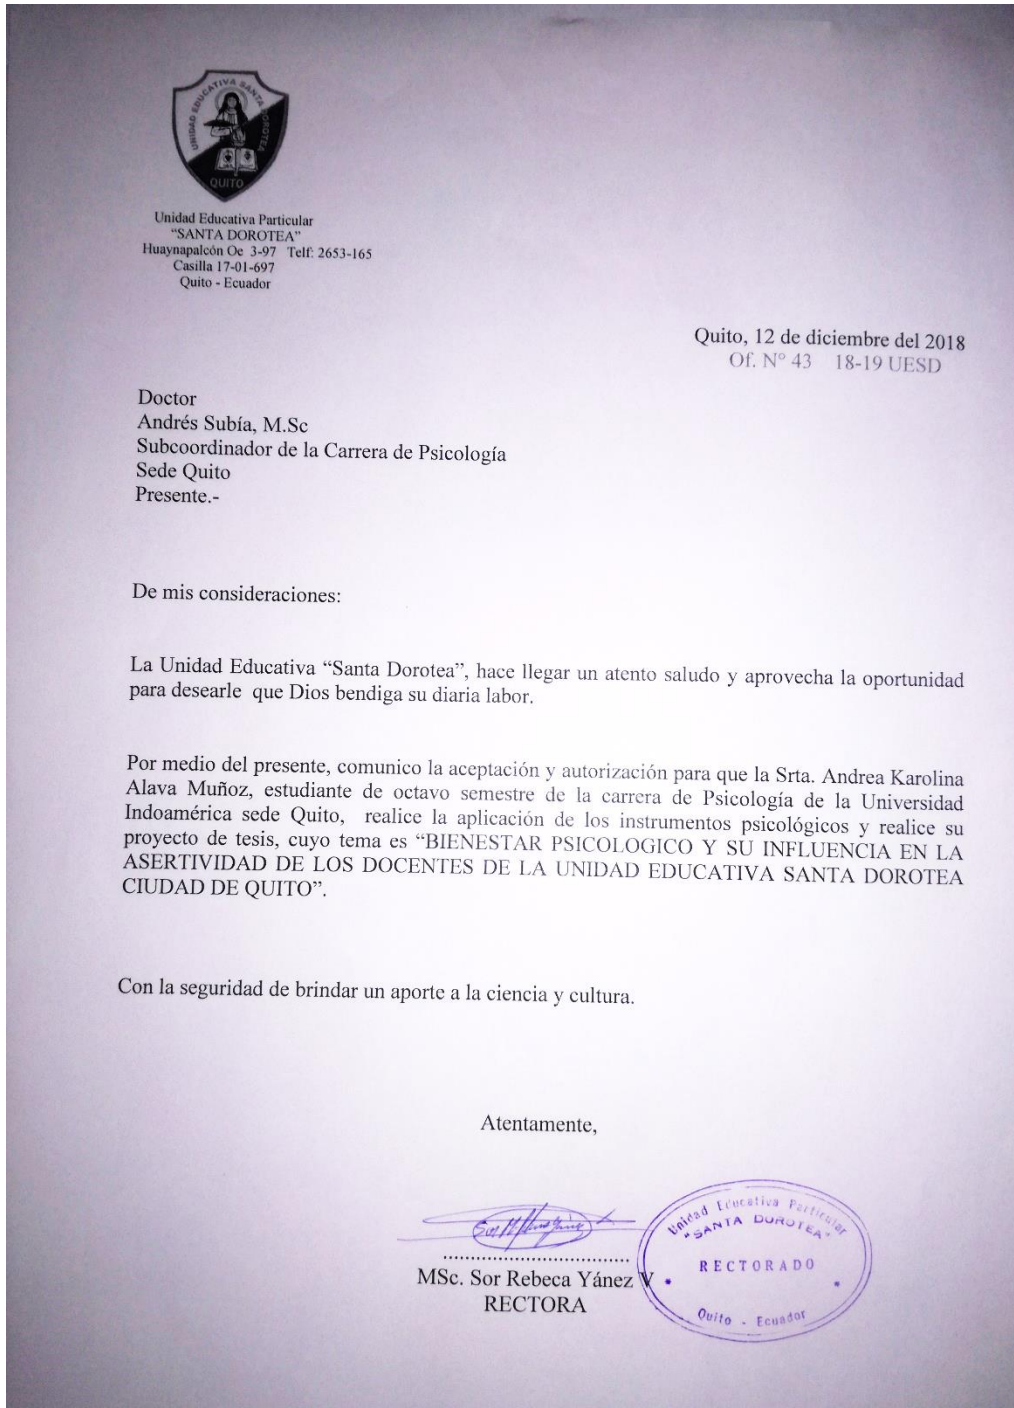 UNIDAD EDUCATIVA SANTA DOROTEA
QUITO
Unidad Educativa Particular
“SANTA DOROTEA”
Huaynapalcón Oe 3-97 Telf: 2653-165
Casilla 17-01-697
Quito - Ecuador
Quito, 12 de diciembre del 2018
Of. N° 43 18-19 UESD
Doctor
Andrés Subía, M.Sc
Subcoordinador de la Carrera de Psicología
Sede Quito
Presente.-
De mis consideraciones:
La Unidad Educativa “Santa Dorotea”, hace llegar un atento saludo y aprovecha la oportunidad
para desearle que Dios bendiga su diaria labor.
Por medio del presente, comunico la aceptación y autorización para que la Srta. Andrea Karolina
Alava Muñoz, estudiante de octavo semestre de la carrera de Psicología de la Universidad
Indoamérica sede Quito, realice la aplicación de los instrumentos psicológicos y realice su
proyecto de tesis, cuyo tema es “BIENESTAR PSICOLOGICO Y SU INFLUENCIA EN LA
ASERTIVIDAD DE LOS DOCENTES DE LA UNIDAD EDUCATIVA SANTA DOROTEA
CIUDAD DE QUITO”.
Con la seguridad de brindar un aporte a la ciencia y cultura.
Atentamente,
MSc. Sor Rebeca Yánez V
RECTORA
Unidad Educativa Particular
"SANTA DOROTEA"
RECTORADO
Quito - Ecuador